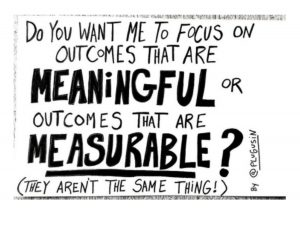 Do YOU WANT ME To FOCUS ON
OUTCOMES THAT ARE
MEANiNGFUL OR
OUTCOMES THAT ARE
MEASURABLE?
(THEY AREN'T THE SAME THING!)
BY @PLUGUSiN